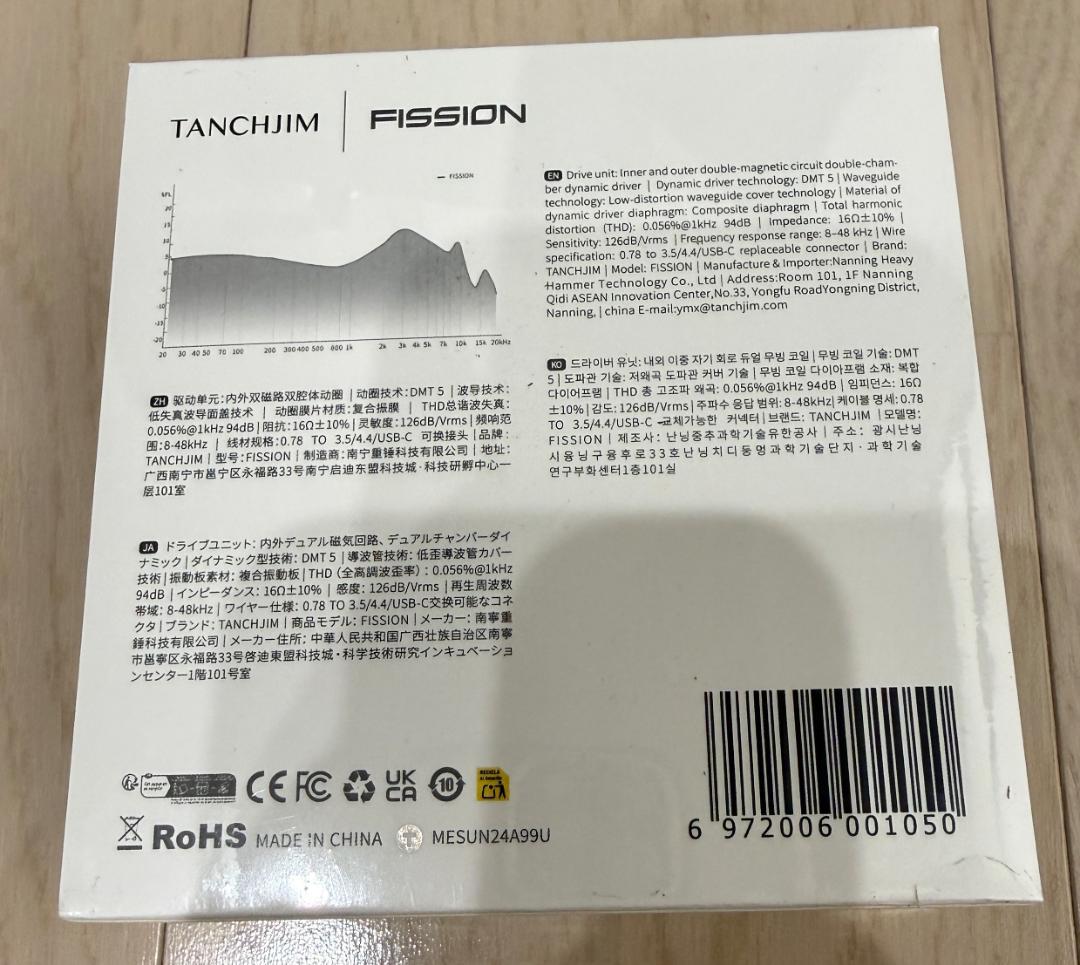 TANCHJIM | FISSION
FISSION
20 30 40 50 70 100 200 300 400 500 800 1k 2k 3k 4k 5k 7k 10k 15k 20kHz
EN Drive unit: Inner and outer double-magnetic circuit double-cham-
ber dynamic driver | Dynamic driver technology: DMT 5 | Waveguide
technology: Low-distortion waveguide cover technology | Material of
dynamic driver diaphragm: Composite diaphragm | Total harmonic
distortion (THD): 0.056%@1kHz 94dB | Impedance: 16Ω±10% |
Sensitivity: 126dB/Vrms | Frequency response range: 8–48 kHz | Wire
specification: 0.78 to 3.5/4.4/USB-C replaceable connector | Brand:
TANCHJIM | Model: FISSION | Manufacture & Importer:Nanning Heavy
Hammer Technology Co., Ltd | Address:Room 101, 1F Nanning
Qidi ASEAN Innovation Center,No.33, Yongfu RoadYongning District,
Nanning, | china E-mail:ymx@tanchjim.com
ZH 驱动单元:内外双磁路双腔体动圈 | 动圈技术:DMT 5 | 波导技术:
低失真波导面盖技术 | 动圈膜片材质:复合振膜 | THD总谐波失真:
0.056%@1kHz 94dB | 阻抗:16Ω±10% | 灵敏度:126dB/Vrms | 频响范
围:8-48kHz | 线材规格:0.78 TO 3.5/4.4/USB-C 可换接头 | 品牌:
TANCHJIM | 型号:FISSION | 制造商:南宁重锤科技有限公司 | 地址:
广西南宁市邕宁区永福路33号南宁启迪东盟科技城·科技研孵中心一
层101室
KO 드라이버 유닛: 내외 이중 자기 회로 듀얼 무빙 코일 | 무빙 코일 기술: DMT
5 | 도파관 기술: 저왜곡 도파관 커버 기술 | 무빙 코일 다이아프램 소재: 복합
다이어프램 | THD 총 고조파 왜곡: 0.056%@1kHz 94dB | 임피던스: 16Ω
±10% | 감도: 126dB/Vrms | 주파수 응답 범위: 8-48kHz| 케이블 명세: 0.78
TO 3.5/4.4/USB-C 교체가능한 커넥터 | 브랜드: TANCHJIM | 모델명:
FISSION | 제조사: 난닝중추과학기술유한공사 | 주소: 광시난닝
시융닝구융후로33호난닝치디동멍과학기술단지·과학기술
연구부화센터1층101실
JA ドライブユニット: 内外デュアル磁気回路、デュアルチャンバーダイ
ナミック | ダイナミック型技術: DMT 5 | 導波管技術: 低歪導波管カバー
技術 | 振動板素材: 複合振動板 | THD (全高調波歪率) : 0.056%@1kHz
94dB | インピーダンス: 16Ω±10% | 感度: 126dB/Vrms | 再生周波数
帯域: 8-48kHz | ワイヤー仕様: 0.78 TO 3.5/4.4/USB-C交換可能なコネ
クタ | ブランド: TANCHJIM | 商品モデル: FISSION | メーカー: 南寧重
錘科技有限公司 | メーカー住所: 中華人民共和国广西壮族自治区南寧
市邕寧区永福路33号啓迪東盟科技城·科学技術研究インキュベーショ
ンセンター1階101号室
CE FC UK CA 10
RoHS MADE IN CHINA MESUN24A99U
6 972006 001050